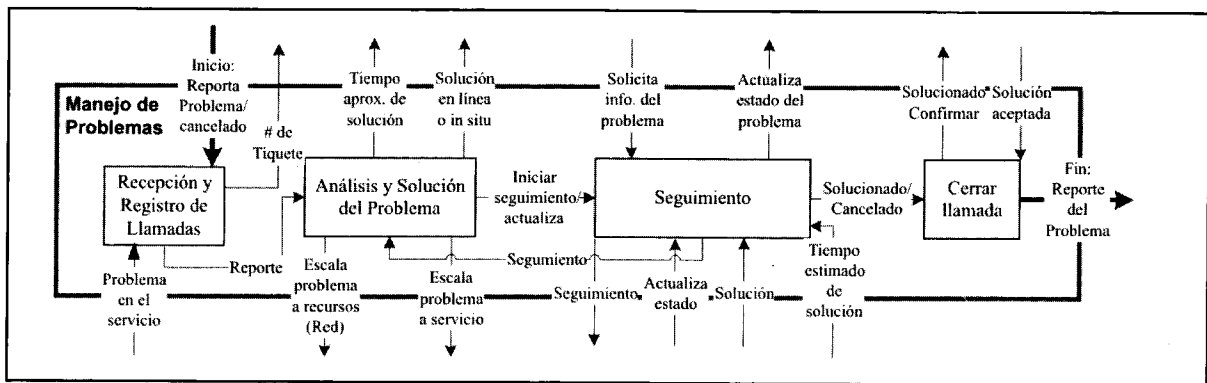 Inicio:
Reporta
Problema/
cancelado
Manejo de
Problemas
# de
Tiquete
Tiempo
aprox. de
solución
Solución
en línea
o in situ
Solicita
info. del
problema
Actualiza
estado del
problema
Solucionado
Confirmar
Solución
aceptada
Recepción y
Registro de
Llamadas
Análisis y Solución
del Problema
Iniciar
seguimiento/
actualiza
Seguimiento
Solucionado/
Cancelado
Cerrar
llamada
Fin:
Reporte
del
Problema
Problema
en el
servicio
Reporte
Escala
problema
a recursos
(Red)
Escala
problema
a servicio
Segumiento
Seguimiento
Actualiza
estado
Solución
Tiempo
estimado
de
solución